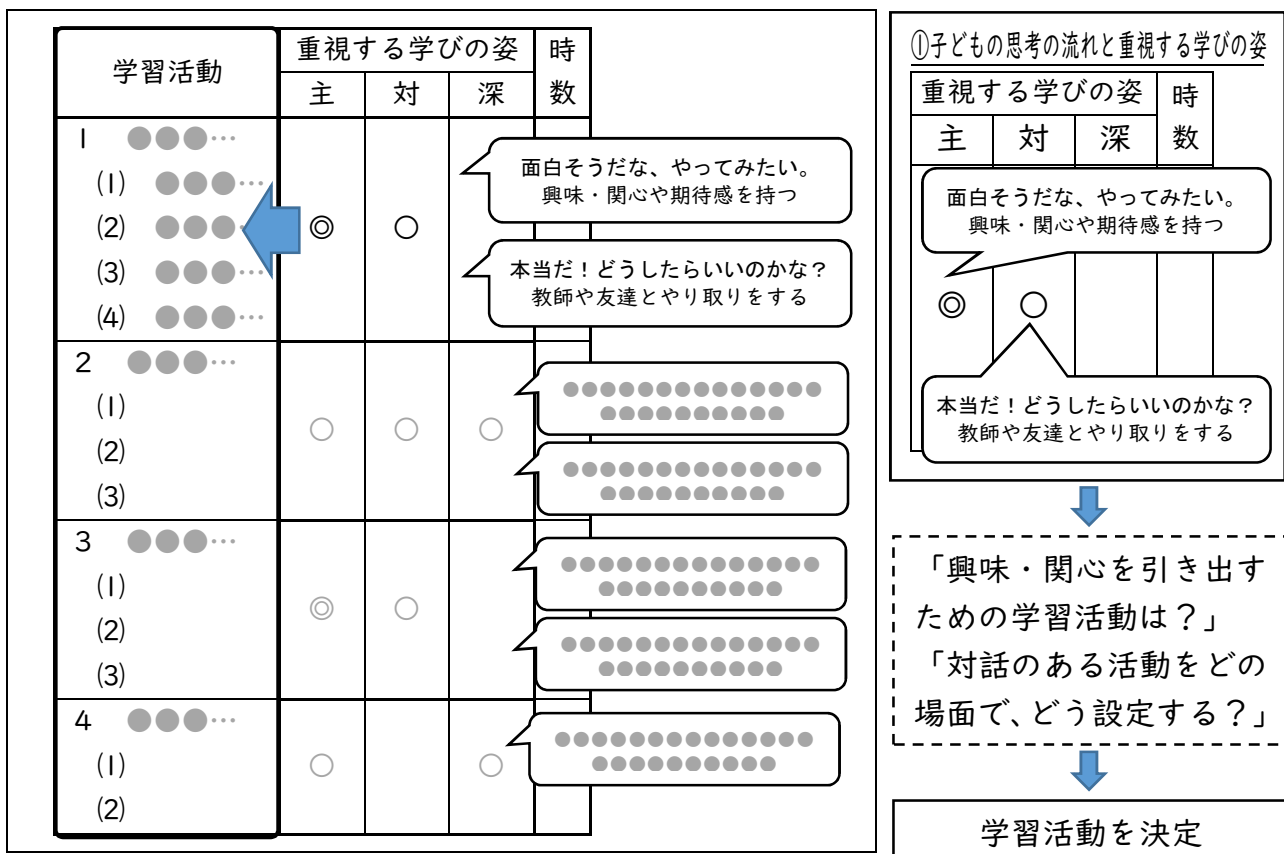 学習活動
重視する学びの姿
時数
主 対 深
1 ●●●…
(1) ●●●…
(2) ●●●
(3) ●●●…
(4) ●●●…
◎ ○
面白そうだな、やってみたい。
興味・関心や期待感を持つ
本当だ！どうしたらいいのかな？
教師や友達とやり取りをする
2 ●●●…
(1)
(2)
(3)
○ ○ ○
●●●●●●●●●●●●●●
●●●●●●●●●●
●●●●●●●●●●●●●●
●●●●●●●●●●
3 ●●●…
(1)
(2)
(3)
◎ ○
●●●●●●●●●●●●●●
●●●●●●●●●●
●●●●●●●●●●●●●●
●●●●●●●●●●
4 ●●●…
(1)
(2)
○ ○
●●●●●●●●●●●●●●
●●●●●●●●●●
①子どもの思考の流れと重視する学びの姿
重視する学びの姿
時数
主 対 深
面白そうだな、やってみたい。
興味・関心や期待感を持つ
◎ ○
本当だ！どうしたらいいのかな？
教師や友達とやり取りをする
「興味・関心を引き出す
ための学習活動は？」
「対話のある活動をどの
場面で、どう設定する？」
学習活動を決定